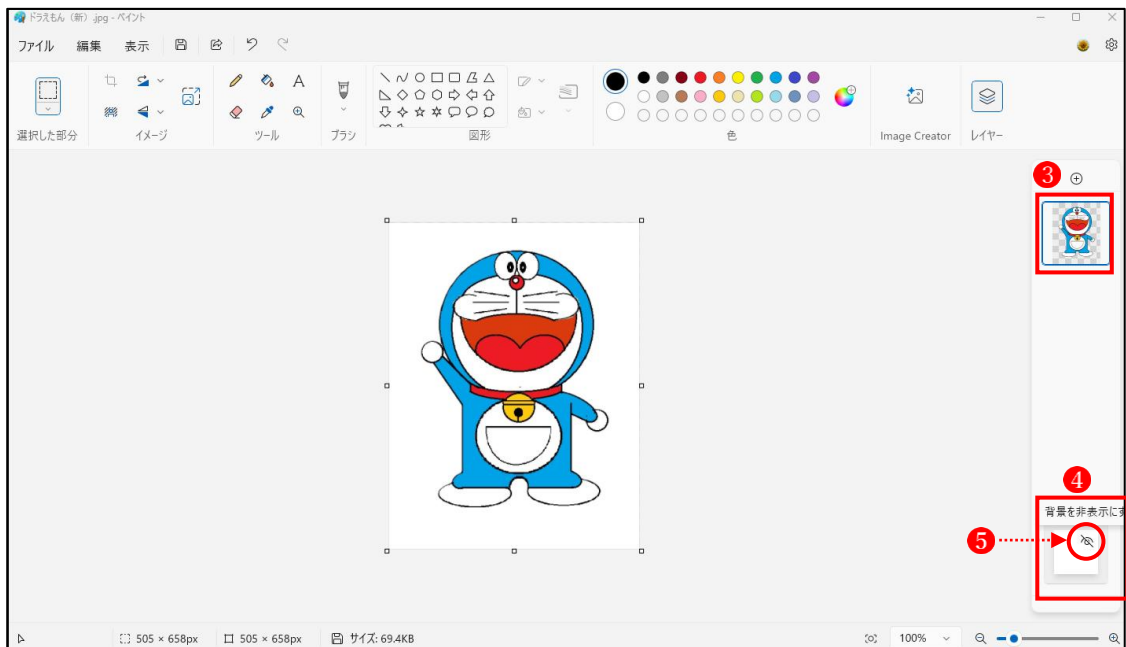 ドラえもん（新）.jpg - ペイント
ファイル 編集 表示
選択した部分 イメージ ツール ブラシ 図形 色 Image Creator レイヤー
A
3
4
背景を非表示にす
5
505 × 658px 505 × 658px サイズ: 69.4KB 100%